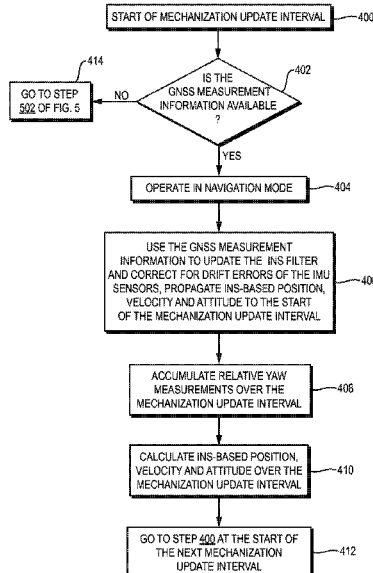 START OF MECHANIZATION UPDATE INTERVAL
400
414
GO TO STEP
502 OF FIG. 5
NO
IS THE
GNSS MEASUREMENT
INFORMATION AVAILABLE
?
402
YES
OPERATE IN NAVIGATION MODE
404
USE THE GNSS MEASUREMENT
INFORMATION TO UPDATE THE INS FILTER
AND CORRECT FOR DRIFT ERRORS OF THE IMU
SENSORS, PROPAGATE INS-BASED POSITION,
VELOCITY AND ATTITUDE TO THE START
OF THE MECHANIZATION UPDATE INTERVAL
ACCUMULATE RELATIVE YAW
MEASUREMENTS OVER THE
MECHANIZATION UPDATE INTERVAL
408
CALCULATE INS-BASED POSITION,
VELOCITY AND ATTITUDE OVER THE
MECHANIZATION UPDATE INTERVAL
410
GO TO STEP 400 AT THE START OF
THE NEXT MECHANIZATION
UPDATE INTERVAL
412